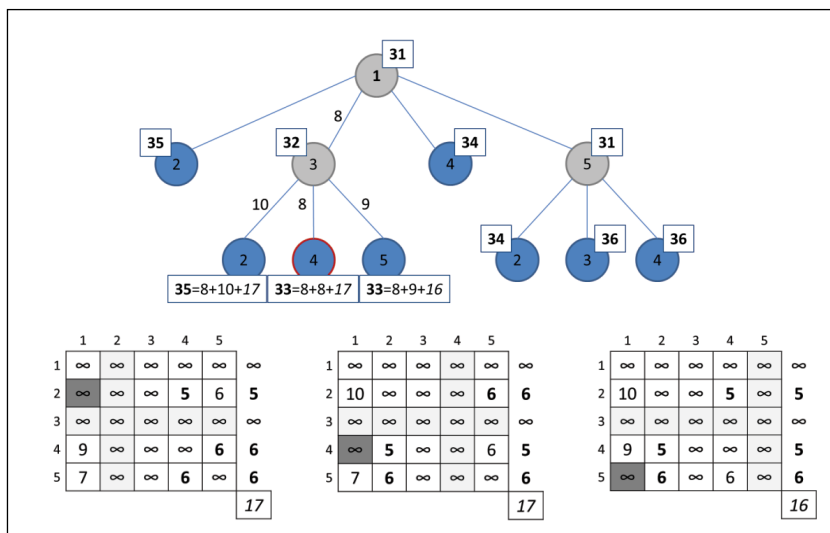 31
1
8
35
32
34
31
2
3
4
5
10
8
9
34
36
36
2
4
5
2
3
4
35=8+10+17
33=8+8+17
33=8+9+16
1 2 3 4 5
1 ∞ ∞ ∞ ∞ ∞ ∞
2 ∞ ∞ ∞ 5 6 5
3 ∞ ∞ ∞ ∞ ∞ ∞
4 9 ∞ ∞ ∞ 6 6
5 7 ∞ ∞ 6 ∞ 6
17
1 2 3 4 5
1 ∞ ∞ ∞ ∞ ∞ ∞
2 10 ∞ ∞ ∞ 6 6
3 ∞ ∞ ∞ ∞ ∞ ∞
4 ∞ 5 ∞ ∞ 6 5
5 7 6 ∞ ∞ ∞ 6
17
1 2 3 4 5
1 ∞ ∞ ∞ ∞ ∞ ∞
2 10 ∞ ∞ 5 ∞ 5
3 ∞ ∞ ∞ ∞ ∞ ∞
4 9 5 ∞ ∞ ∞ 5
5 ∞ 6 ∞ 6 ∞ 6
16